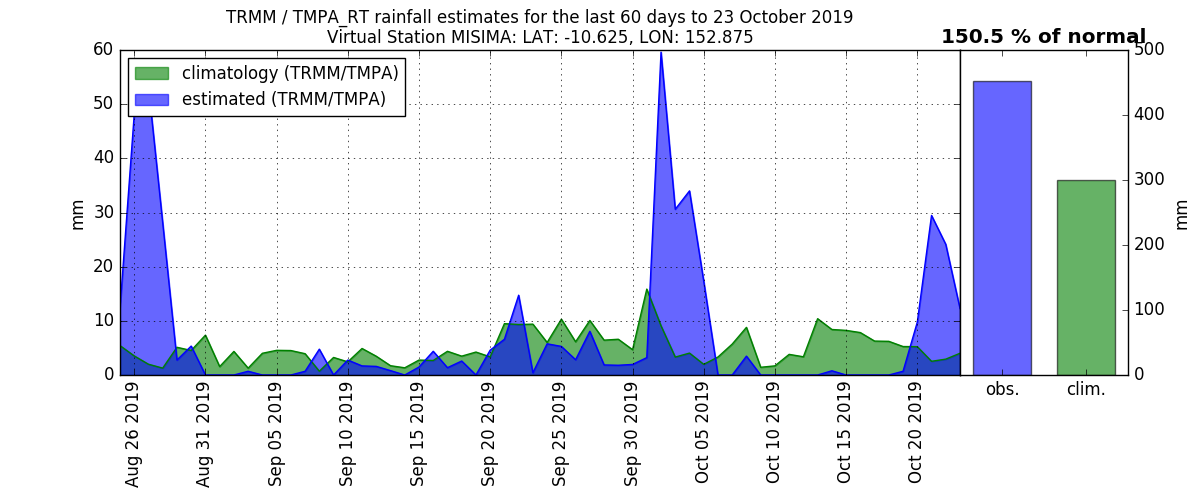 TRMM / TMPA_RT rainfall estimates for the last 60 days to 23 October 2019
Virtual Station MISIMA: LAT: -10.625, LON: 152.875
150.5 % of normal
climatology (TRMM/TMPA)
estimated (TRMM/TMPA)
60
50
40
30
20
10
0
mm
Aug 26 2019
Aug 31 2019
Sep 05 2019
Sep 10 2019
Sep 15 2019
Sep 20 2019
Sep 25 2019
Sep 30 2019
Oct 05 2019
Oct 10 2019
Oct 15 2019
Oct 20 2019
500
400
300
200
100
0
mm
obs.
clim.